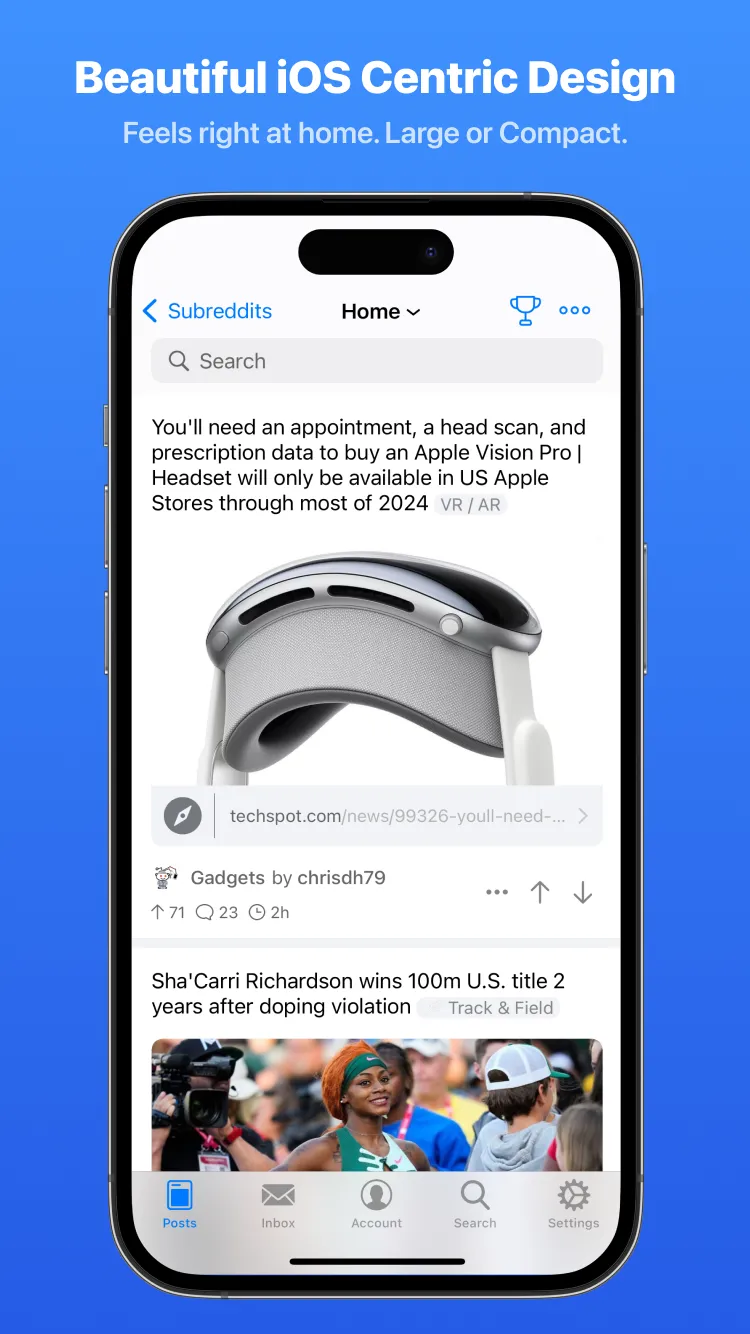 Beautiful iOS Centric Design
Feels right at home. Large or Compact.
Subreddits
Home
Search
You'll need an appointment, a head scan, and
prescription data to buy an Apple Vision Pro |
Headset will only be available in US Apple
Stores through most of 2024 VR / AR
techspot.com/news/99326-youll-need-...
Gadgets by chrisdh79
71 23 2h
Sha'Carri Richardson wins 100m U.S. title 2
years after doping violation Track & Field
Posts Inbox Account Search Settings